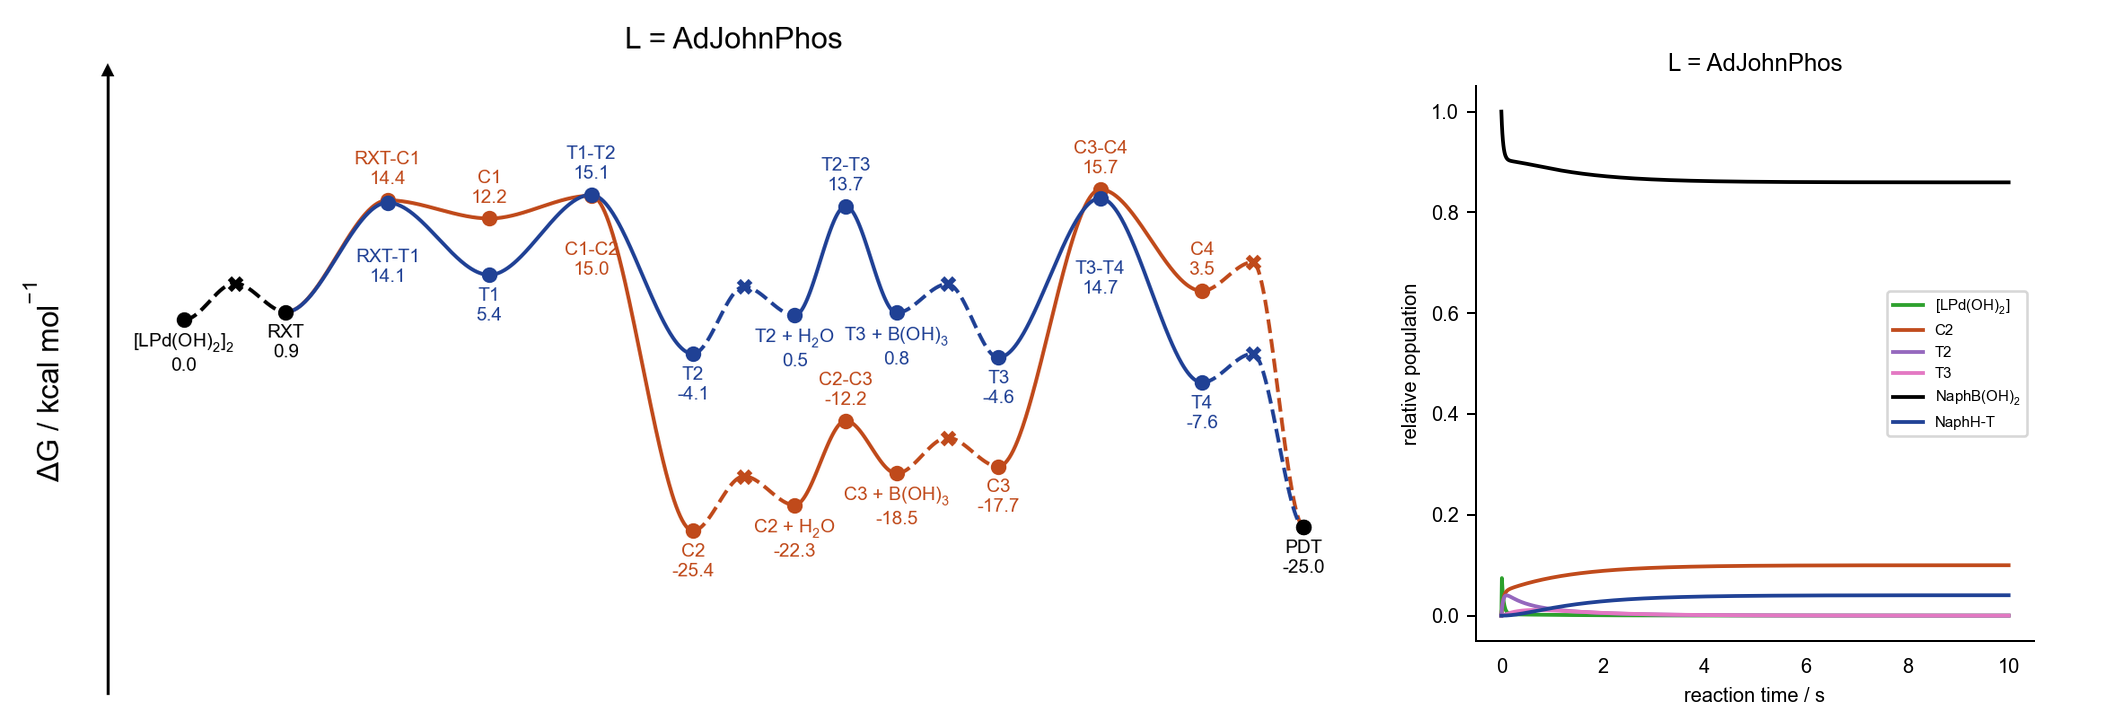 L = AdJohnPhos
ΔG / kcal mol⁻¹
[LPd(OH)₂]₂
0.0
RXT
0.9
RXT-C1
14.4
RXT-T1
14.1
C1
12.2
T1
5.4
T1-T2
15.1
C1-C2
15.0
T2
-4.1
C2
-25.4
T2 + H₂O
0.5
C2 + H₂O
-22.3
T2-T3
13.7
C2-C3
-12.2
T3 + B(OH)₃
0.8
C3 + B(OH)₃
-18.5
T3
-4.6
C3
-17.7
C3-C4
15.7
T3-T4
14.7
C4
3.5
T4
-7.6
PDT
-25.0
L = AdJohnPhos
relative population
1.0
0.8
0.6
0.4
0.2
0.0
[LPd(OH)₂]
C2
T2
T3
NaphB(OH)₂
NaphH-T
0 2 4 6 8 10
reaction time / s